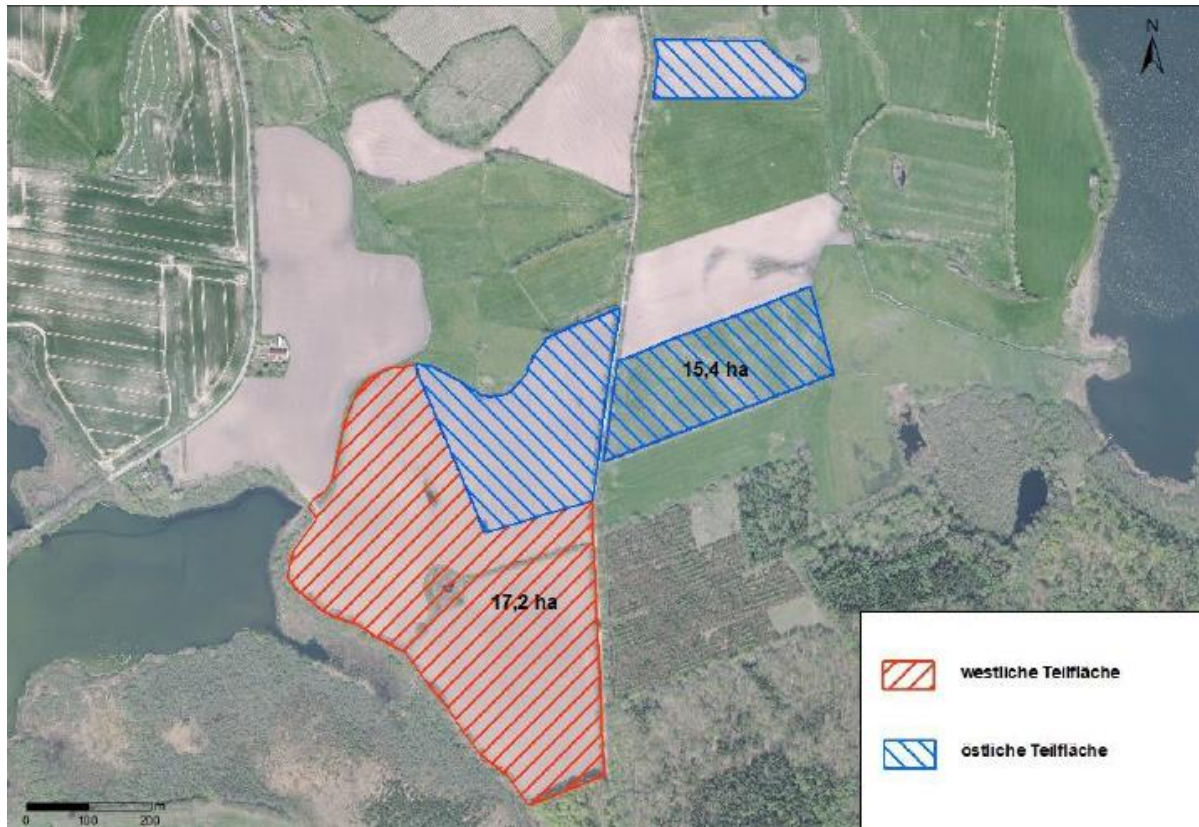 N
15,4 ha
17,2 ha
westliche Teilfläche
östliche Teilfläche
m
0 100 200